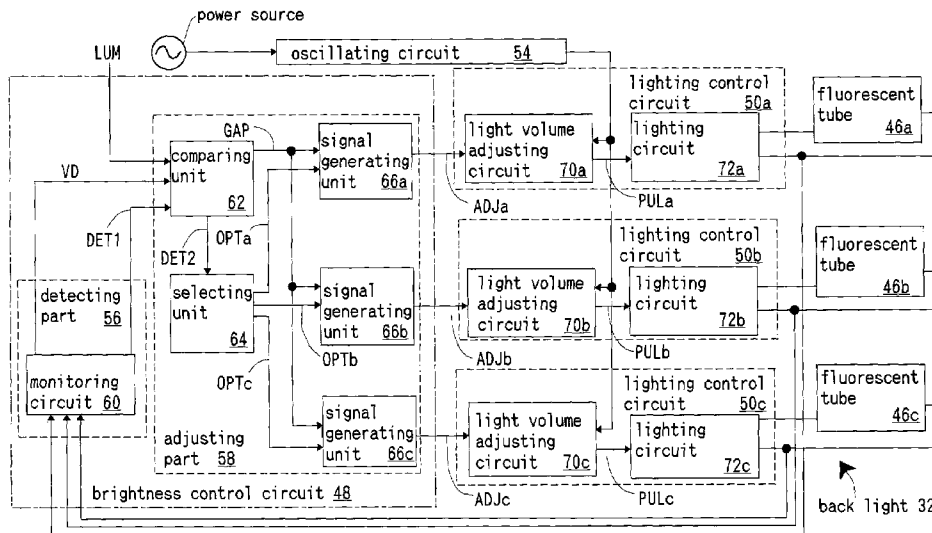 power source
LUM
oscillating circuit 54
GAP
VD
comparing
unit
62
signal
generating
unit
66a
light volume
adjusting
circuit
70a
lighting control
circuit 50a
lighting
circuit
72a
fluorescent
tube
46a
ADJa
PULa
DET1
DET2
OPTa
detecting
part 56
selecting
unit
64
signal
generating
unit 66b
light volume
adjusting
circuit 70b
lighting control
circuit 50b
lighting
circuit
72b
fluorescent
tube
46b
OPTb
ADJb
PULb
OPTc
monitoring
circuit 60
adjusting
part 58
signal
generating
unit 66c
light volume
adjusting
circuit 70c
lighting control
circuit 50c
lighting
circuit
72c
fluorescent
tube
46c
ADJc
PULc
brightness control circuit 48
back light 32